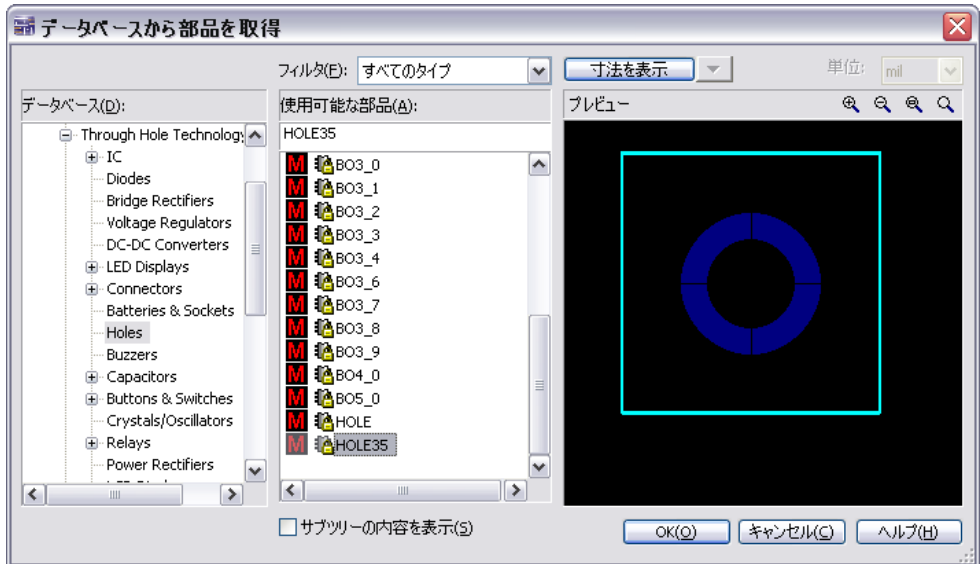 データベースから部品を取得
フィルタ(F): すべてのタイプ
寸法を表示
単位: mil
データベース(D):
Through Hole Technology
IC
Diodes
Bridge Rectifiers
Voltage Regulators
DC-DC Converters
LED Displays
Connectors
Batteries & Sockets
Holes
Buzzers
Capacitors
Buttons & Switches
Crystals/Oscillators
Relays
Power Rectifiers
使用可能な部品(A):
HOLE35
M BO3_0
M BO3_1
M BO3_2
M BO3_3
M BO3_4
M BO3_6
M BO3_7
M BO3_8
M BO3_9
M BO4_0
M BO5_0
M HOLE
M HOLE35
プレビュー
サブツリーの内容を表示(S)
OK(O) キャンセル(C) ヘルプ(H)